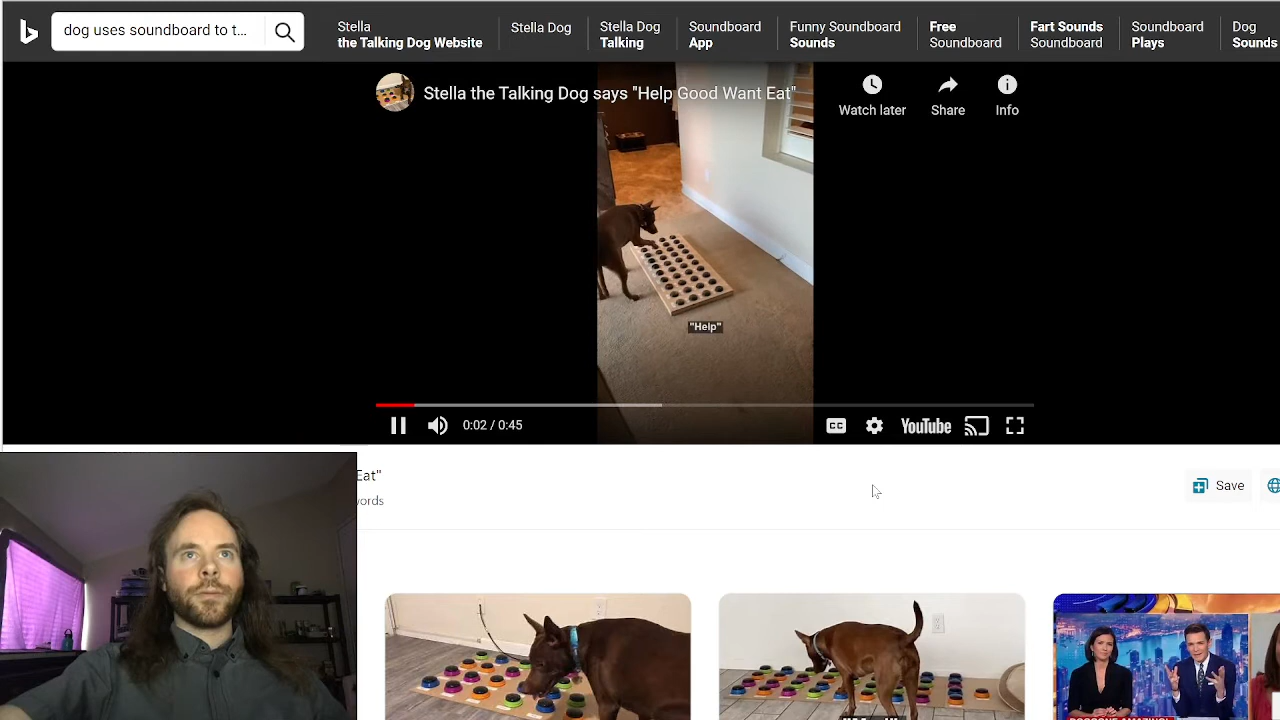 dog uses soundboard to t...
Stella
the Talking Dog Website
Stella Dog
Stella Dog
Talking
Soundboard
App
Funny Soundboard
Sounds
Free
Soundboard
Fart Sounds
Soundboard
Soundboard
Plays
Dog
Sounds
Stella the Talking Dog says "Help Good Want Eat"
Watch later
Share
Info
"Help"
0:02 / 0:45
CC
YouTube
Eat"
words
Save